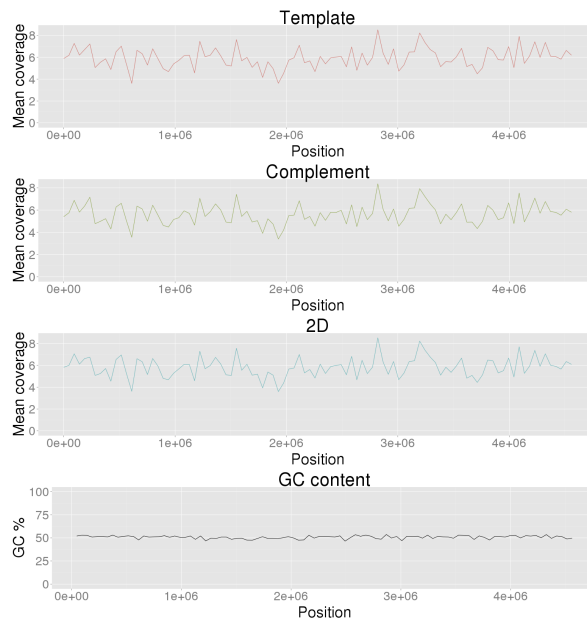 Template
Mean coverage
8
6
4
2
0
0e+00 1e+06 2e+06 3e+06 4e+06
Position
Complement
Mean coverage
8
6
4
2
0
0e+00 1e+06 2e+06 3e+06 4e+06
Position
2D
Mean coverage
8
6
4
2
0
0e+00 1e+06 2e+06 3e+06 4e+06
Position
GC content
GC %
100
75
50
25
0
0e+00 1e+06 2e+06 3e+06 4e+06
Position